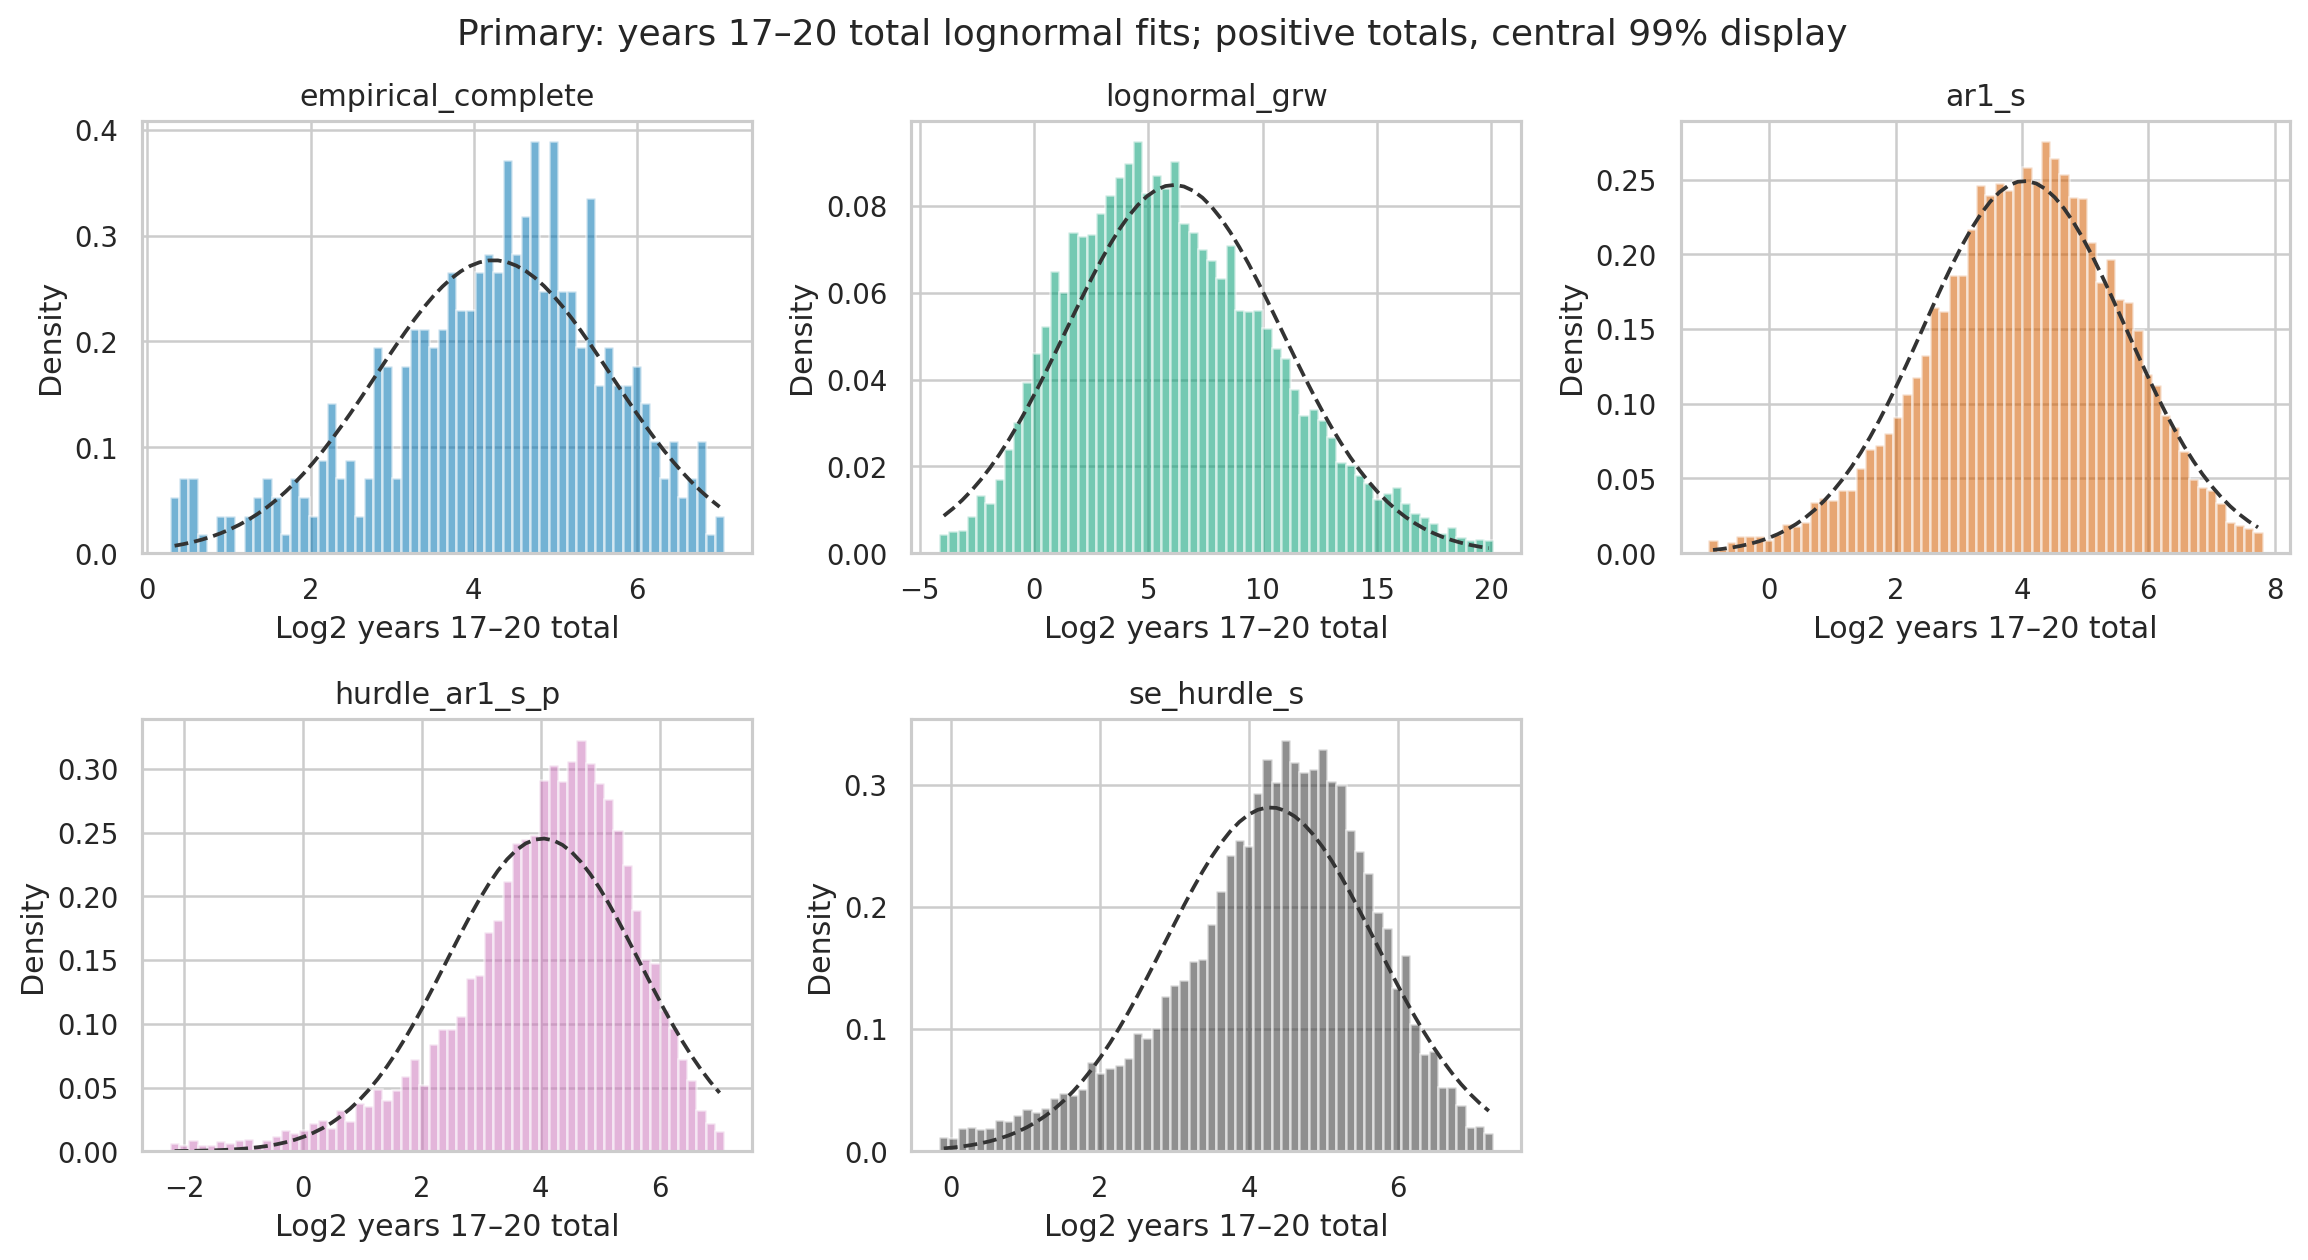 Primary: years 17–20 total lognormal fits; positive totals, central 99% display
empirical_complete
0.4
0.3
0.2
0.1
0.0
Density
0 2 4 6
Log2 years 17–20 total
lognormal_grw
0.08
0.06
0.04
0.02
0.00
Density
−5 0 5 10 15 20
Log2 years 17–20 total
ar1_s
0.25
0.20
0.15
0.10
0.05
0.00
Density
0 2 4 6 8
Log2 years 17–20 total
hurdle_ar1_s_p
0.30
0.25
0.20
0.15
0.10
0.05
0.00
Density
−2 0 2 4 6
Log2 years 17–20 total
se_hurdle_s
0.3
0.2
0.1
0.0
Density
0 2 4 6
Log2 years 17–20 total